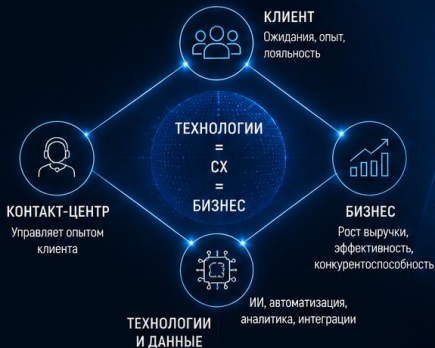 КЛИЕНТ
Ожидания, опыт,
лояльность
ТЕХНОЛОГИИ
=
CX
=
БИЗНЕС
КОНТАКТ-ЦЕНТР
Управляет опытом
клиента
БИЗНЕС
Рост выручки,
эффективность,
конкурентоспособность
ТЕХНОЛОГИИ
И ДАННЫЕ
ИИ, автоматизация,
аналитика, интеграции